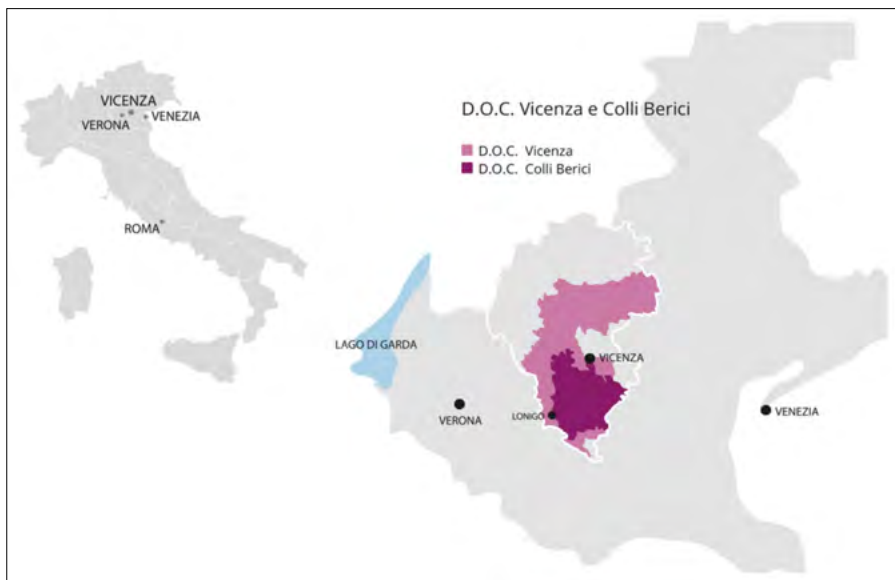 VICENZA
VERONA
VENEZIA
ROMA
D.O.C. Vicenza e Colli Berici
D.O.C. Vicenza
D.O.C. Colli Berici
LAGO DI GARDA
VICENZA
VERONA
LONIGO
VENEZIA